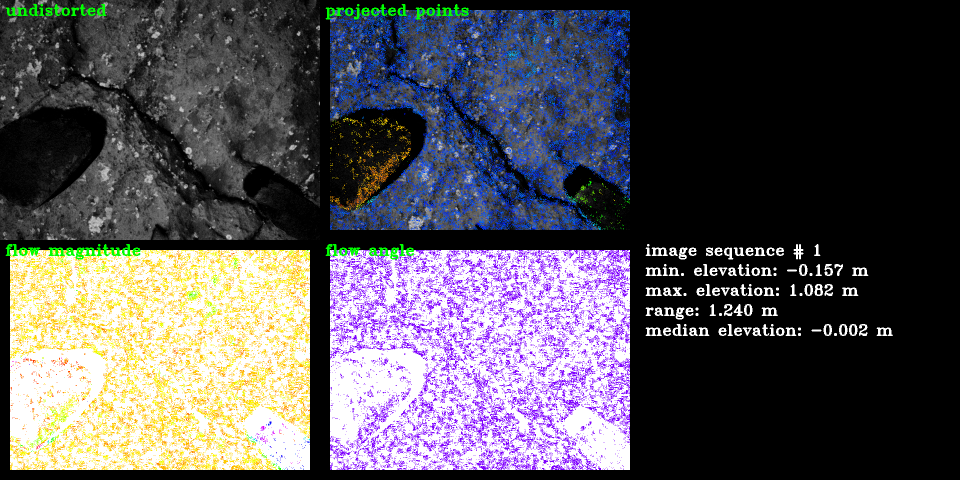 undistorted
projected points
flow magnitude
flow angle
image sequence # 1
min. elevation: −0.157 m
max. elevation: 1.082 m
range: 1.240 m
median elevation: −0.002 m